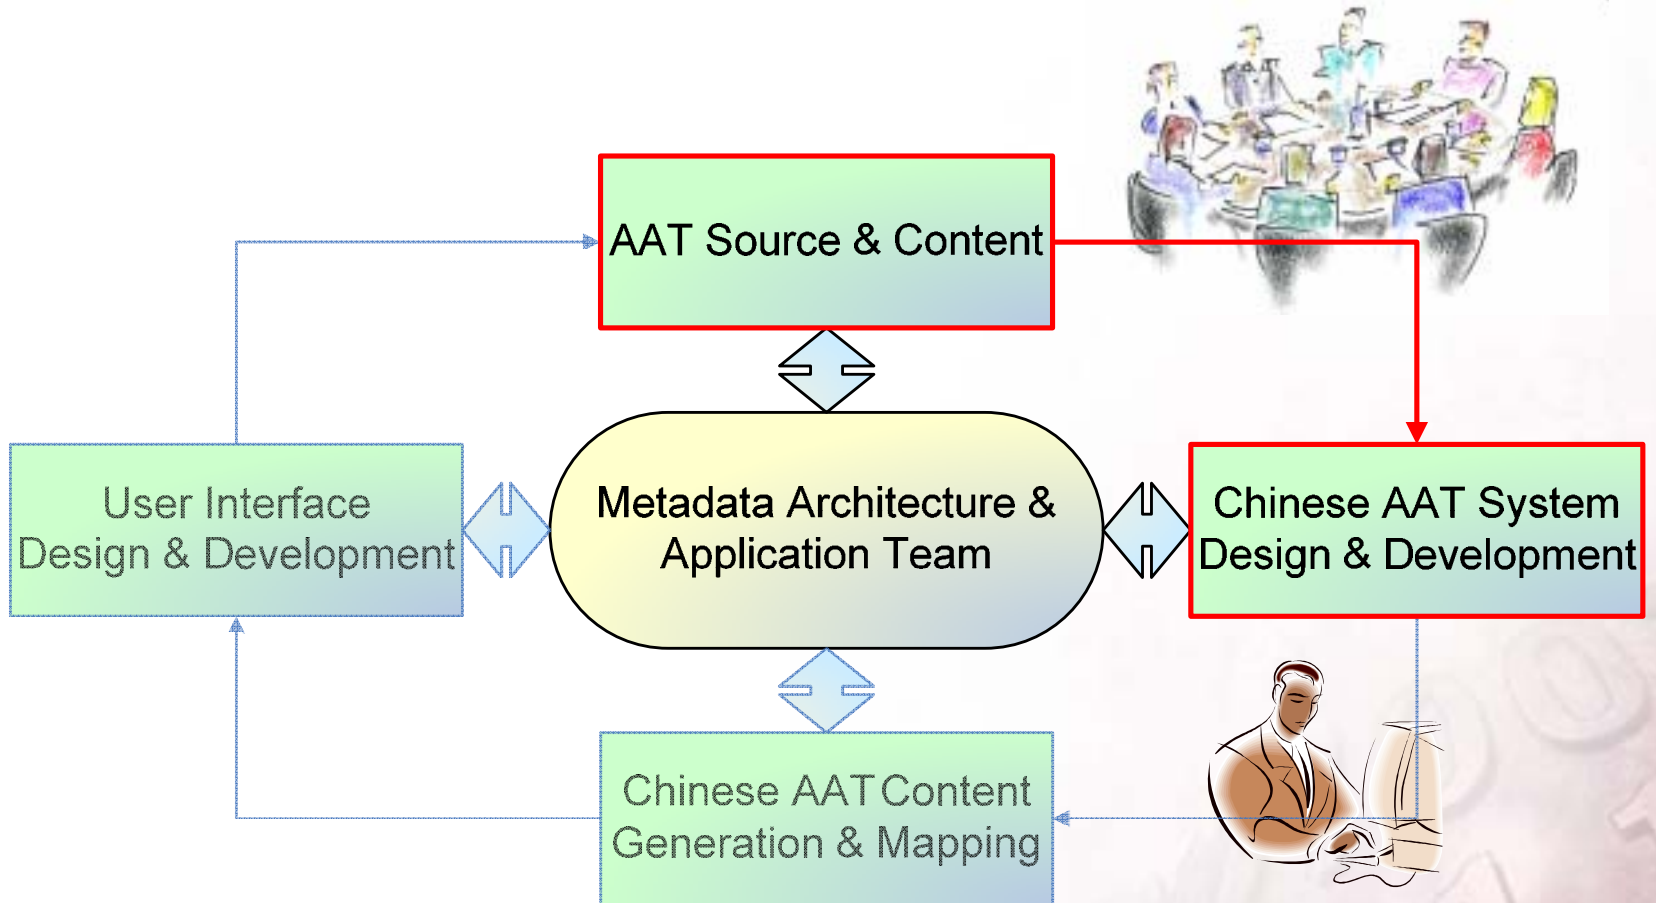 AAT Source & Content
User Interface
Design & Development
Metadata Architecture &
Application Team
Chinese AAT System
Design & Development
Chinese AAT Content
Generation & Mapping